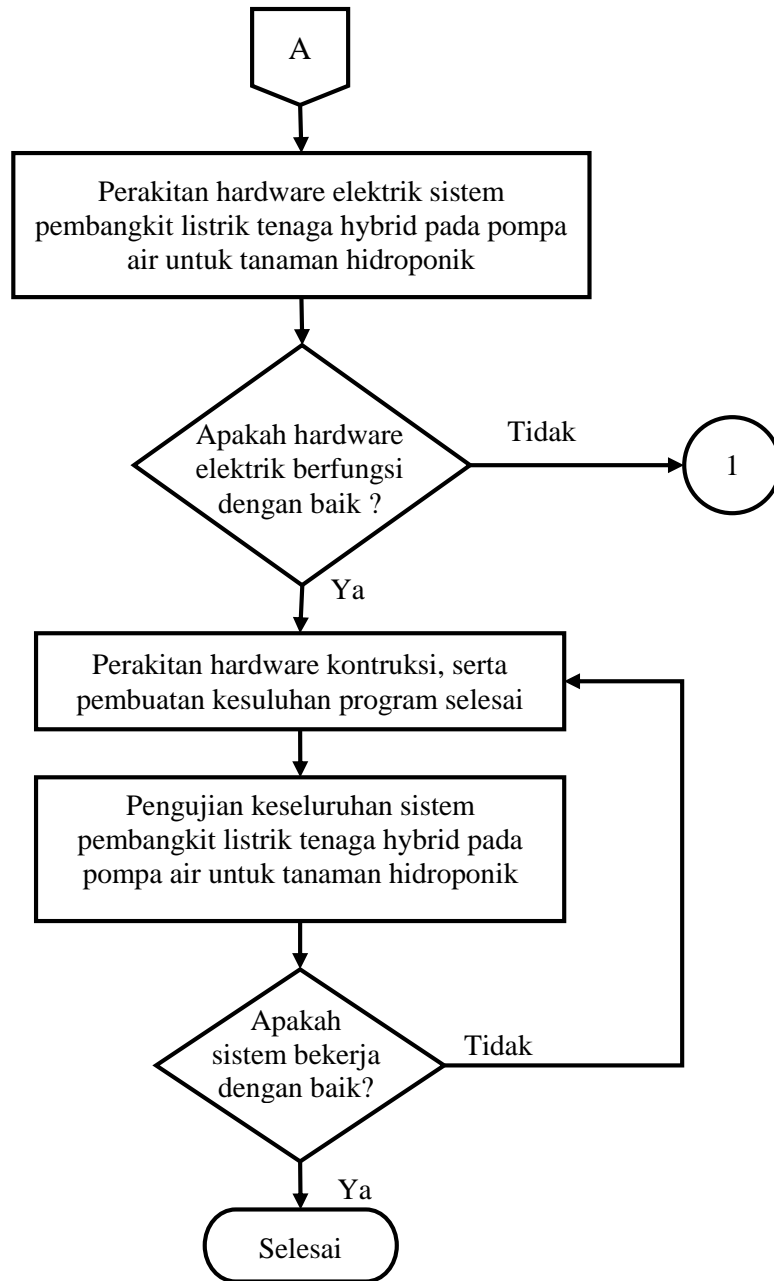 A
Perakitan hardware elektrik sistem
pembangkit listrik tenaga hybrid pada pompa
air untuk tanaman hidroponik
Apakah hardware
elektrik berfungsi
dengan baik ?
Tidak
1
Ya
Perakitan hardware kontruksi, serta
pembuatan kesuluhan program selesai
Pengujian keseluruhan sistem
pembangkit listrik tenaga hybrid pada
pompa air untuk tanaman hidroponik
Apakah
sistem bekerja
dengan baik?
Tidak
Ya
Selesai